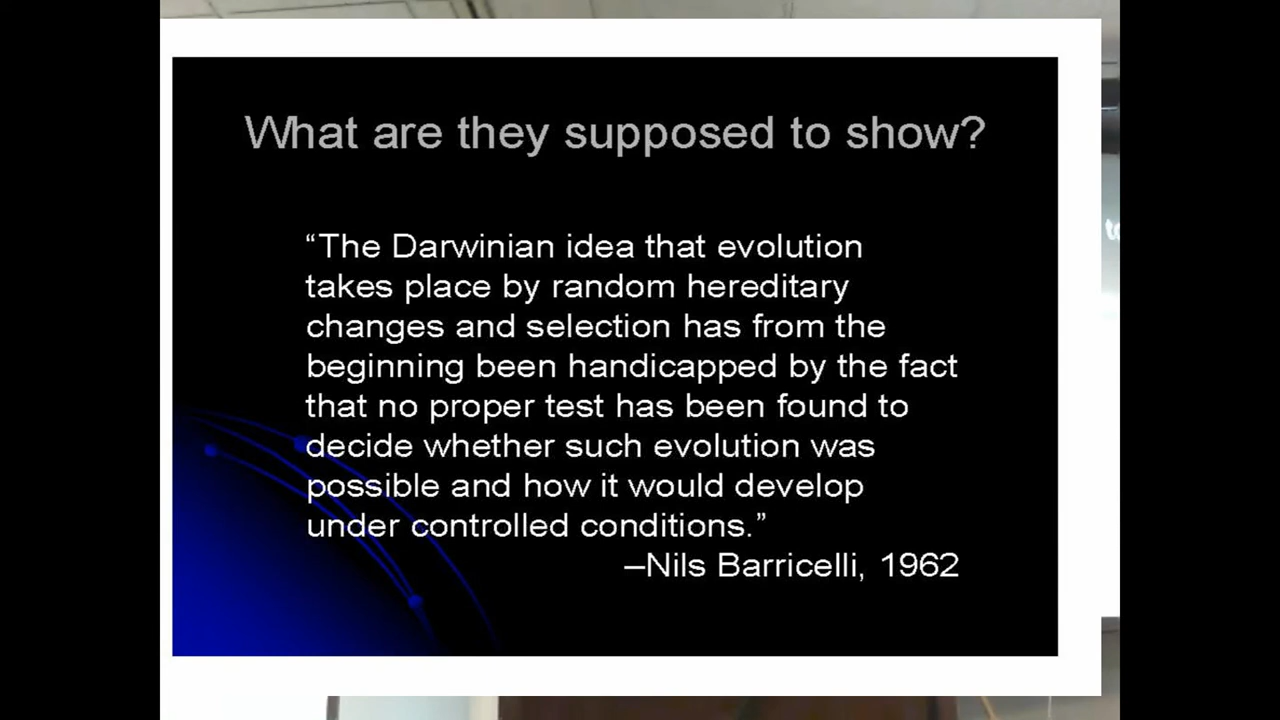 What are they supposed to show?
“The Darwinian idea that evolution
takes place by random hereditary
changes and selection has from the
beginning been handicapped by the fact
that no proper test has been found to
decide whether such evolution was
possible and how it would develop
under controlled conditions.”
–Nils Barricelli, 1962